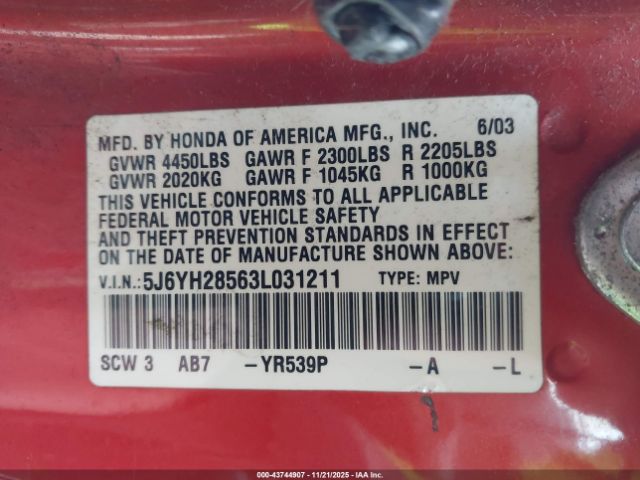 MFD. BY HONDA OF AMERICA MFG., INC. 6/03
GVWR 4450LBS GAWR F 2300LBS R 2205LBS
GVWR 2020KG GAWR F 1045KG R 1000KG
THIS VEHICLE CONFORMS TO ALL APPLICABLE
FEDERAL MOTOR VEHICLE SAFETY
AND THEFT PREVENTION STANDARDS IN EFFECT
ON THE DATE OF MANUFACTURE SHOWN ABOVE:
V.I.N.:5J6YH28563L031211 TYPE: MPV
SCW 3 AB7 -YR539P -A -L
000-43744907 - 11/21/2025 - IAA Inc.